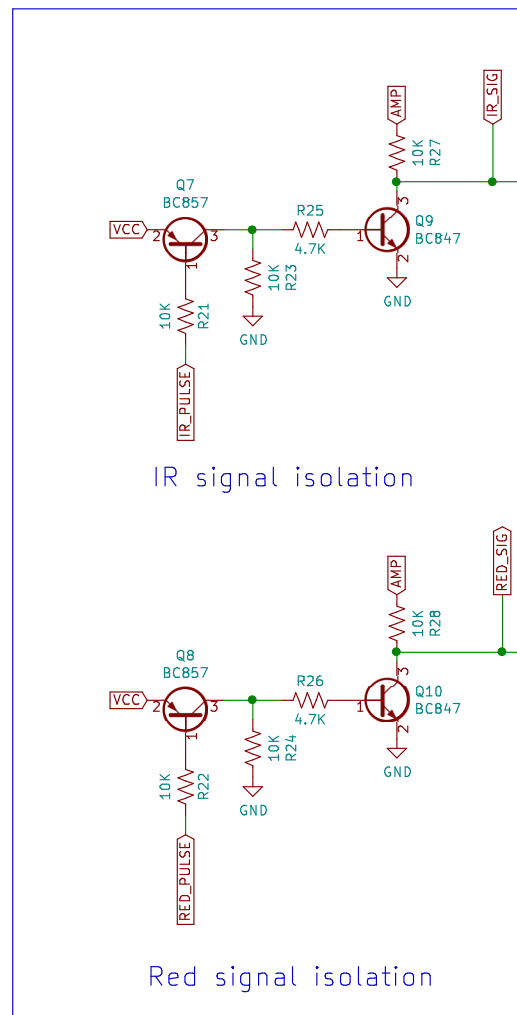 AMP
IR_SIG
10K
R27
Q7
BC857
VCC
2
3
1
R25
4.7K
1
3
2
Q9
BC847
GND
10K
R23
GND
10K
R21
IR_PULSE
IR signal isolation
AMP
RED_SIG
10K
R28
Q8
BC857
VCC
2
3
1
R26
4.7K
1
3
2
Q10
BC847
GND
10K
R24
GND
10K
R22
RED_PULSE
Red signal isolation